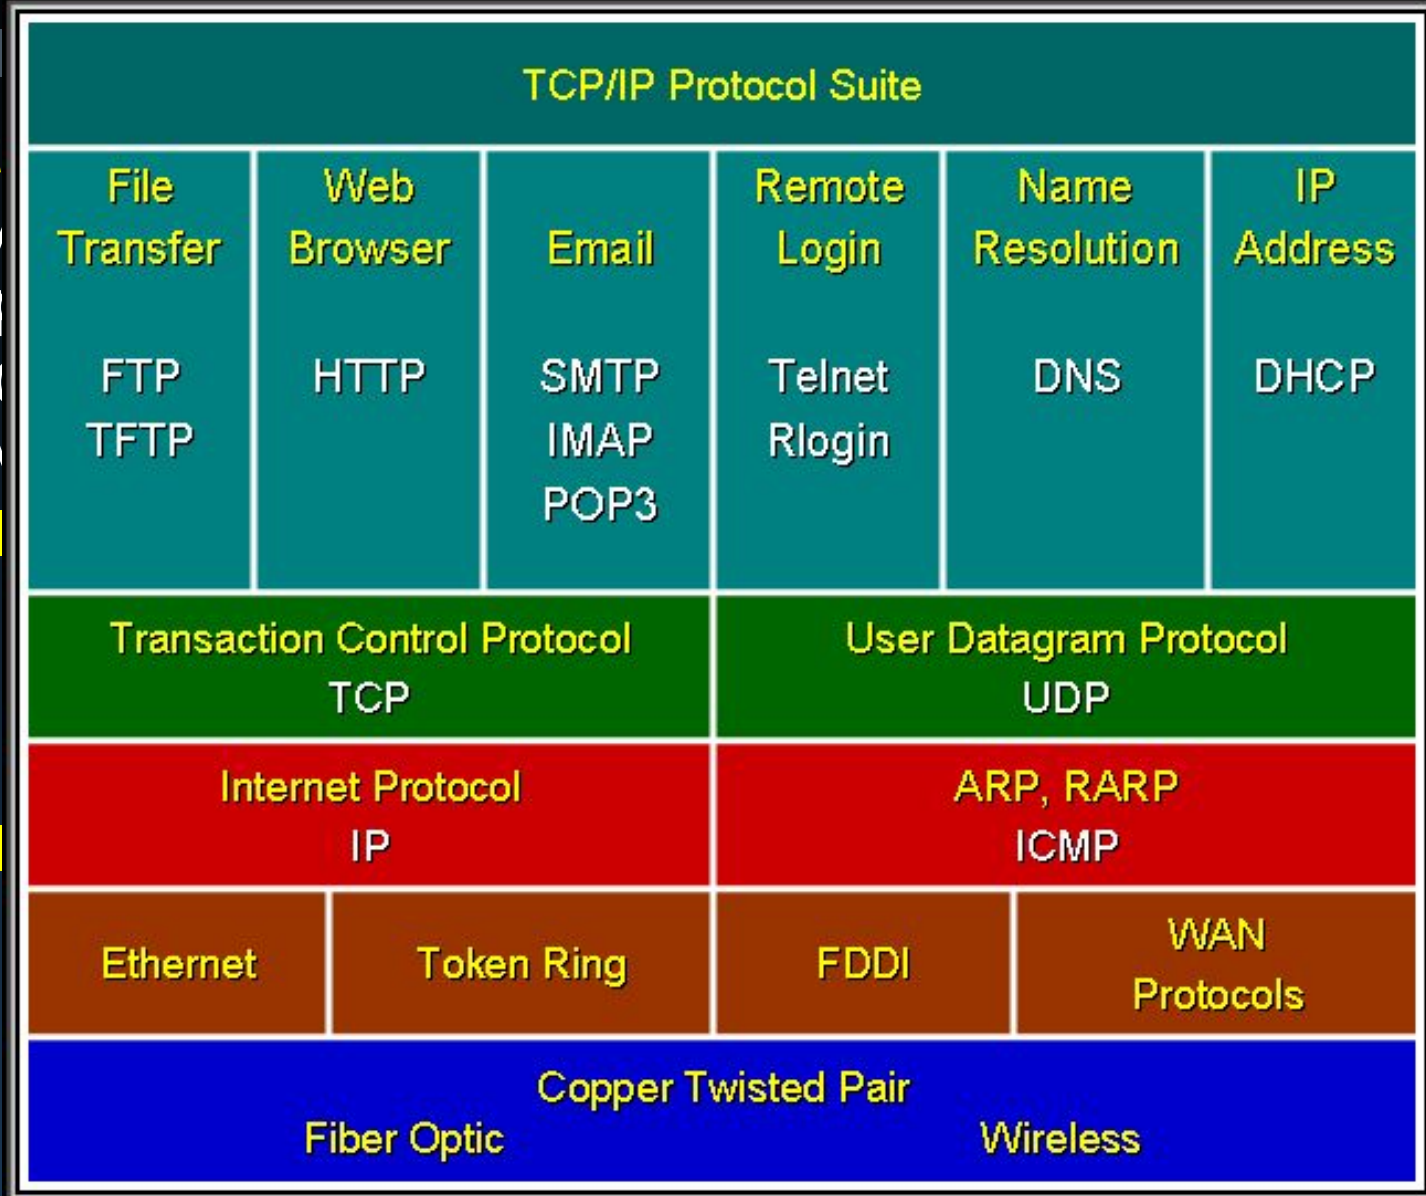 TCP/IP Protocol Suite
File
Transfer
FTP
TFTP
Web
Browser
HTTP
Email
SMTP
IMAP
POP3
Remote
Login
Telnet
Rlogin
Name
Resolution
DNS
IP
Address
DHCP
Transaction Control Protocol
TCP
User Datagram Protocol
UDP
Internet Protocol
IP
ARP, RARP
ICMP
Ethernet
Token Ring
FDDI
WAN
Protocols
Copper Twisted Pair
Fiber Optic
Wireless